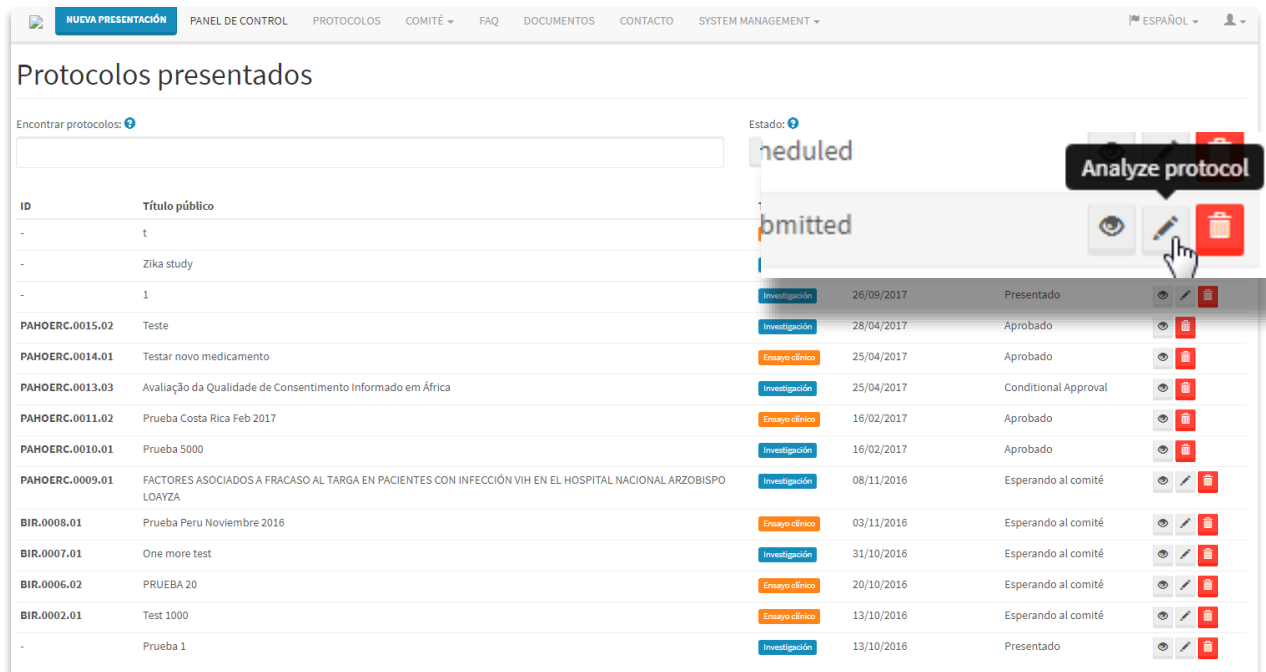 NUEVA PRESENTACIÓN PANEL DE CONTROL PROTOCOLOS COMITÉ FAQ DOCUMENTOS CONTACTO SYSTEM MANAGEMENT ESPAÑOL
Protocolos presentados
Encontrar protocolos: ?
Estado: ?
heduled
Analyze protocol
ID Título público
bmitted
- t
- Zika study
- 1 Investigación 26/09/2017 Presentado
PAHOERC.0015.02 Teste Investigación 28/04/2017 Aprobado
PAHOERC.0014.01 Testar novo medicamento Ensayo clínico 25/04/2017 Aprobado
PAHOERC.0013.03 Avaliação da Qualidade de Consentimento Informado em África Investigación 25/04/2017 Conditional Approval
PAHOERC.0011.02 Prueba Costa Rica Feb 2017 Ensayo clínico 16/02/2017 Aprobado
PAHOERC.0010.01 Prueba 5000 Investigación 16/02/2017 Aprobado
PAHOERC.0009.01 FACTORES ASOCIADOS A FRACASO AL TARGA EN PACIENTES CON INFECCIÓN VIH EN EL HOSPITAL NACIONAL ARZOBISPO Investigación 08/11/2016 Esperando al comité
LOAYZA
BIR.0008.01 Prueba Peru Noviembre 2016 Ensayo clínico 03/11/2016 Esperando al comité
BIR.0007.01 One more test Investigación 31/10/2016 Esperando al comité
BIR.0006.02 PRUEBA 20 Ensayo clínico 20/10/2016 Esperando al comité
BIR.0002.01 Test 1000 Ensayo clínico 13/10/2016 Esperando al comité
- Prueba 1 Investigación 13/10/2016 Presentado